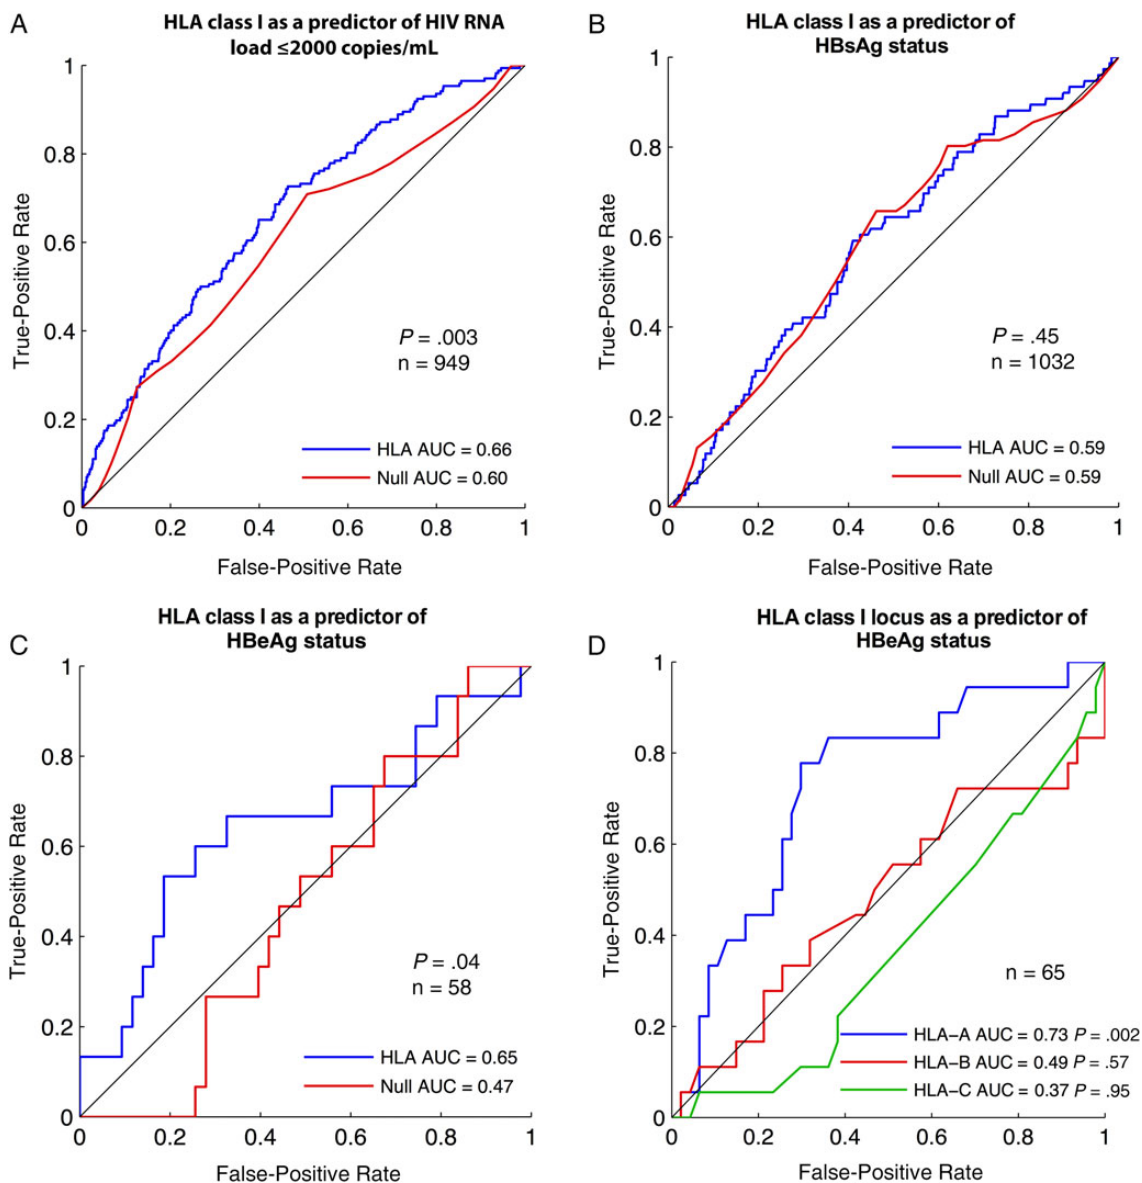 A
HLA class I as a predictor of HIV RNA
load ≤2000 copies/mL
1
0.8
0.6
0.4
0.2
0
True-Positive Rate
P = .003
n = 949
HLA AUC = 0.66
Null AUC = 0.60
0 0.2 0.4 0.6 0.8 1
False-Positive Rate
B
HLA class I as a predictor of
HBsAg status
1
0.8
0.6
0.4
0.2
0
True-Positive Rate
P = .45
n = 1032
HLA AUC = 0.59
Null AUC = 0.59
0 0.2 0.4 0.6 0.8 1
False-Positive Rate
C
HLA class I as a predictor of
HBeAg status
1
0.8
0.6
0.4
0.2
0
True-Positive Rate
P = .04
n = 58
HLA AUC = 0.65
Null AUC = 0.47
0 0.2 0.4 0.6 0.8 1
False-Positive Rate
D
HLA class I locus as a predictor of
HBeAg status
1
0.8
0.6
0.4
0.2
0
True-Positive Rate
n = 65
HLA–A AUC = 0.73 P = .002
HLA–B AUC = 0.49 P = .57
HLA–C AUC = 0.37 P = .95
0 0.2 0.4 0.6 0.8 1
False-Positive Rate